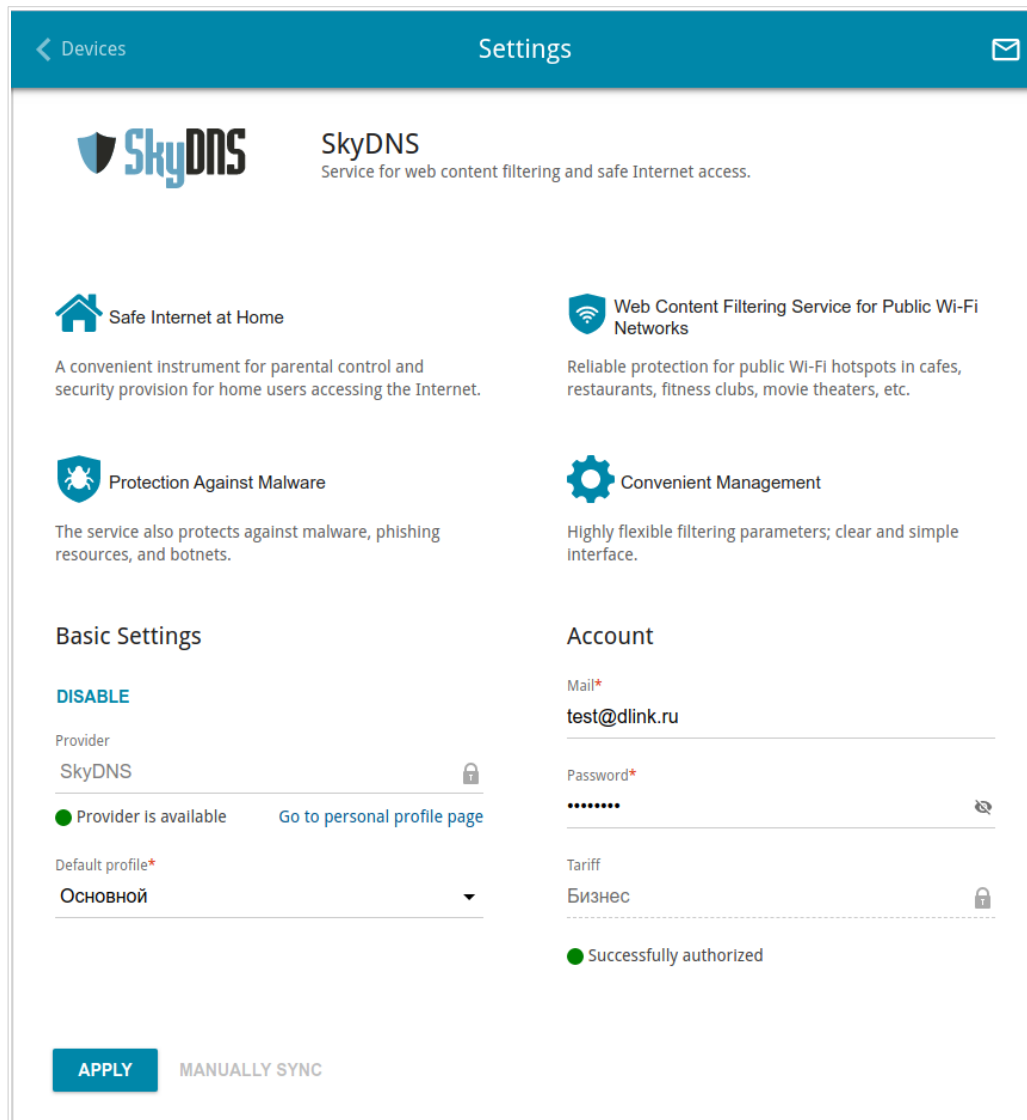 Devices
Settings
SkyDNS
SkyDNS
Service for web content filtering and safe Internet access.
Safe Internet at Home
A convenient instrument for parental control and
security provision for home users accessing the Internet.
Web Content Filtering Service for Public Wi-Fi
Networks
Reliable protection for public Wi-Fi hotspots in cafes,
restaurants, fitness clubs, movie theaters, etc.
Protection Against Malware
The service also protects against malware, phishing
resources, and botnets.
Convenient Management
Highly flexible filtering parameters; clear and simple
interface.
Basic Settings
DISABLE
Provider
SkyDNS
Provider is available
Go to personal profile page
Default profile*
Основной
Account
Mail*
test@dlink.ru
Password*
••••••••
Tariff
Бизнес
Successfully authorized
APPLY
MANUALLY SYNC